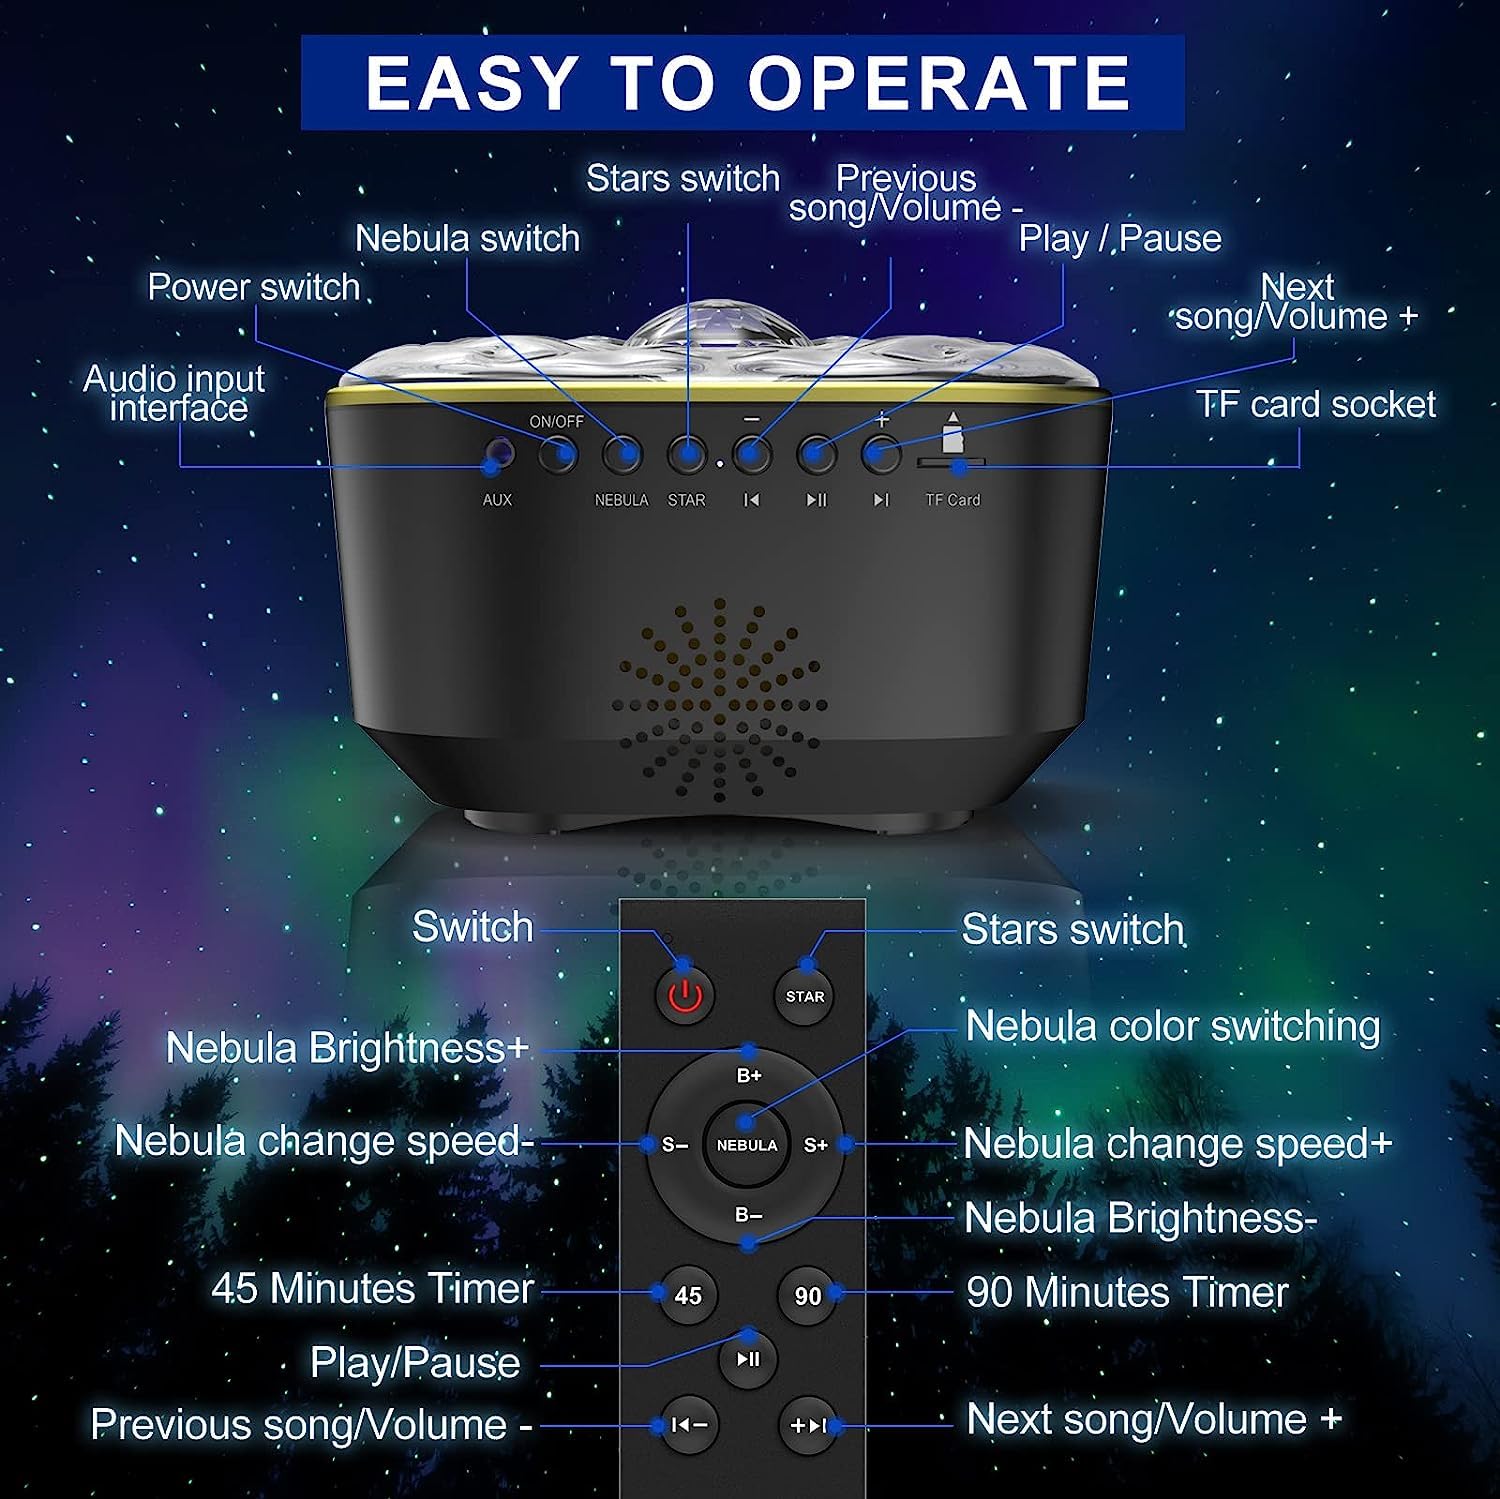 EASY TO OPERATE
Stars switch
Previous
song/Volume -
Nebula switch
Play / Pause
Power switch
Next
song/Volume +
Audio input
interface
TF card socket
ON/OFF
−
+
AUX
NEBULA
STAR
TF Card
Switch
Stars switch
STAR
Nebula color switching
Nebula Brightness+
B+
Nebula change speed-
S−
NEBULA
S+
Nebula change speed+
B−
Nebula Brightness-
45 Minutes Timer
45
90
90 Minutes Timer
Play/Pause
Previous song/Volume -
−
+
Next song/Volume +